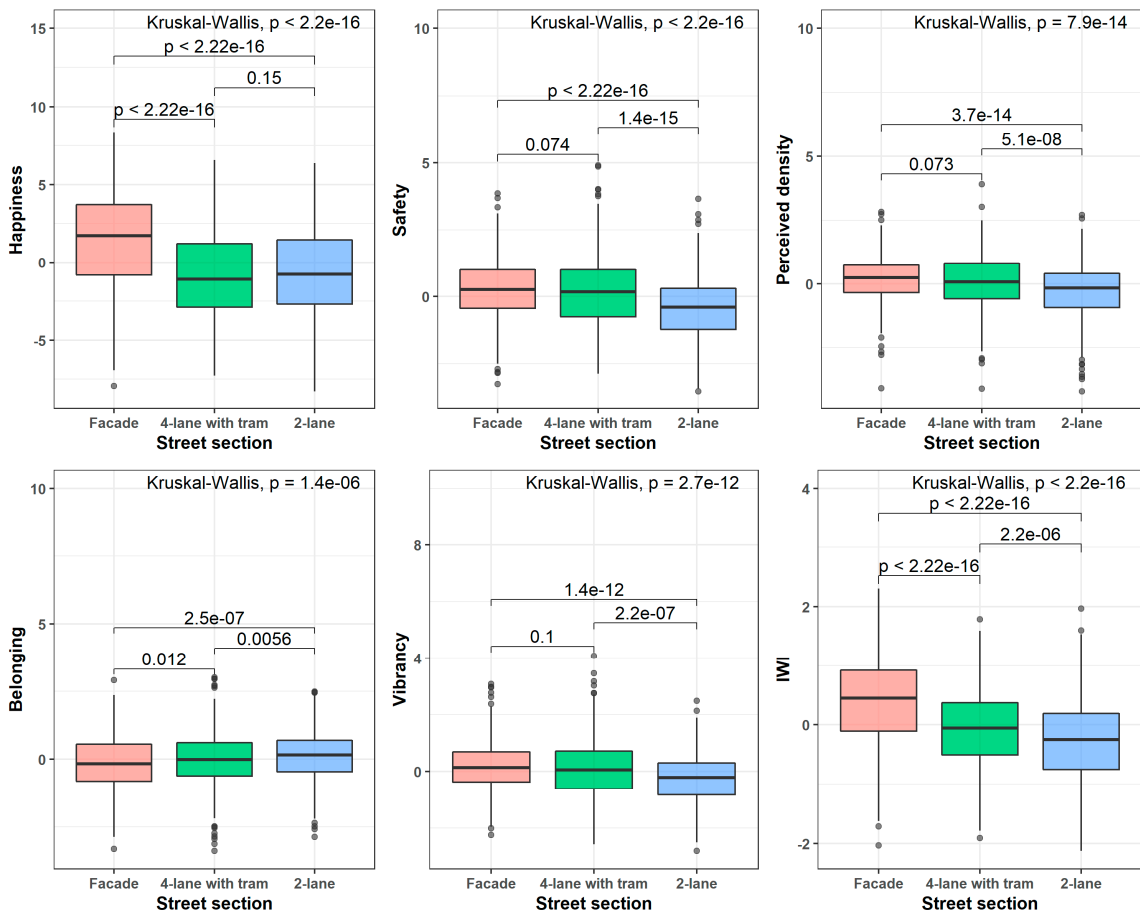 Kruskal-Wallis, p < 2.2e-16
p < 2.22e-16
0.15
p < 2.22e-16
15
10
5
0
-5
Happiness
Facade 4-lane with tram 2-lane
Street section
Kruskal-Wallis, p < 2.2e-16
p < 2.22e-16
1.4e-15
0.074
10
5
0
Safety
Facade 4-lane with tram 2-lane
Street section
Kruskal-Wallis, p = 7.9e-14
3.7e-14
5.1e-08
0.073
10
5
0
Perceived density
Facade 4-lane with tram 2-lane
Street section
Kruskal-Wallis, p = 1.4e-06
2.5e-07
0.0056
0.012
10
5
0
Belonging
Facade 4-lane with tram 2-lane
Street section
Kruskal-Wallis, p = 2.7e-12
1.4e-12
2.2e-07
0.1
8
4
0
Vibrancy
Facade 4-lane with tram 2-lane
Street section
Kruskal-Wallis, p < 2.2e-16
p < 2.22e-16
2.2e-06
p < 2.22e-16
4
2
0
-2
IWI
Facade 4-lane with tram 2-lane
Street section